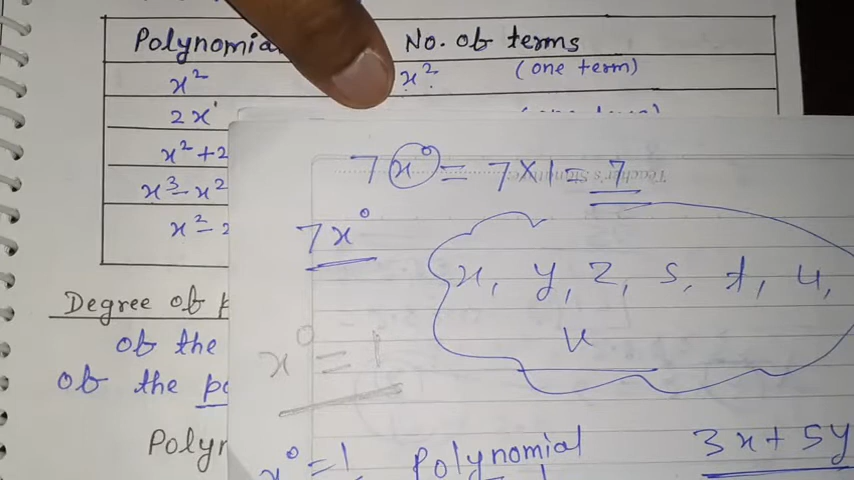 Polynomia No. of terms
x² x² (one term)
2x
x² + 2
x³ - x²
x² -
7x⁰ = 7×1 = 7
7x⁰
x, y, z, s, t, u,
v
x⁰ = 1
Degree of
of the
of the
Polyn
x⁰ = 1 Polynomial 3x + 5y